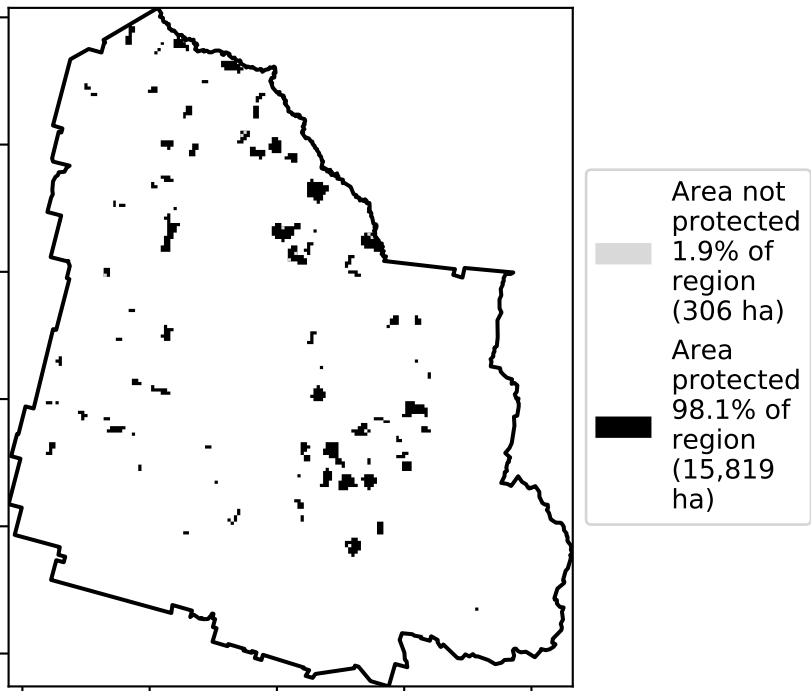 Area not
protected
1.9% of
region
(306 ha)
Area
protected
98.1% of
region
(15,819
ha)